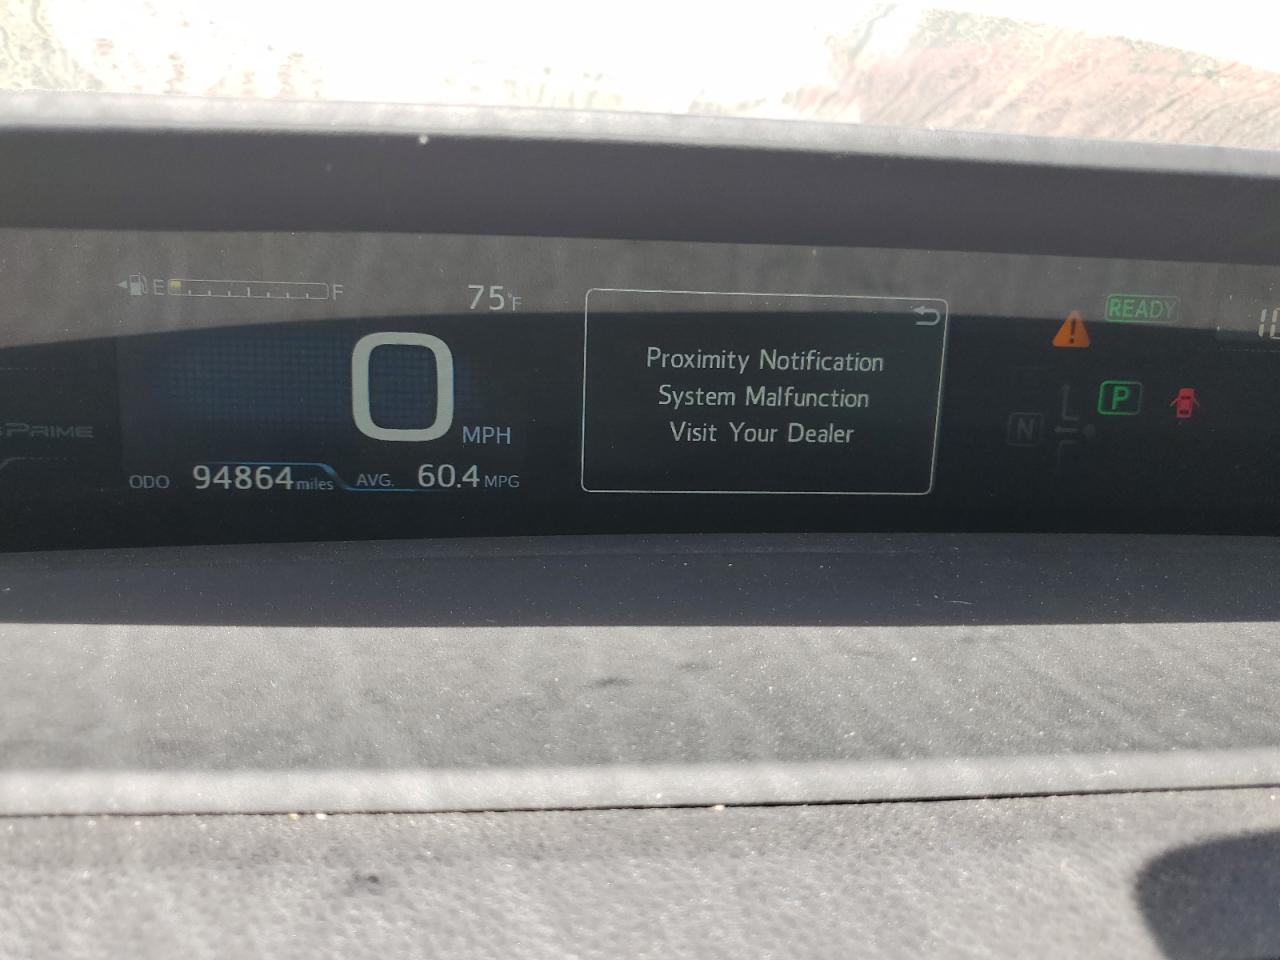 E F
75°F
0 MPH
PRIME
ODO 94864 miles AVG. 60.4 MPG
Proximity Notification
System Malfunction
Visit Your Dealer
READY
P
N